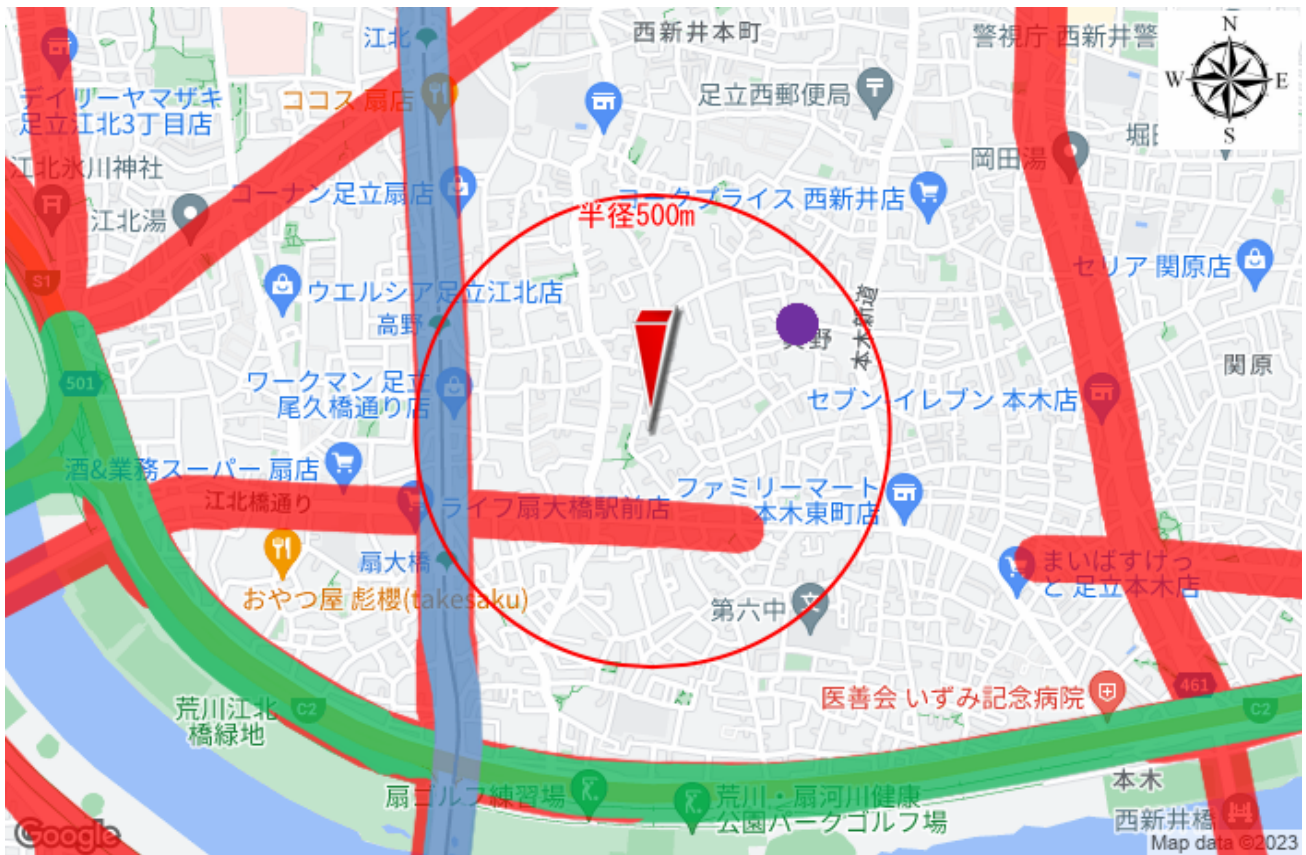 江北
西新井本町
警視庁 西新井警
N
W
E
S
デイリーヤマザキ
足立江北3丁目店
ココス 扇店
足立西郵便局
堀田
岡田湯
江北氷川神社
江北湯
コーナン足立扇店
ヨークプライス 西新井店
半径500m
S1
ウエルシア足立江北店
高野
本木新道
セリア 関原店
関原
501
ワークマン 足立
尾久橋通り店
セブン-イレブン 本木店
酒&業務スーパー 扇店
江北橋通り
ライフ扇大橋駅前店
ファミリーマート
本木東町店
扇大橋
おやつ屋 彪櫻(takesaku)
まいばすけっ
と 足立本木店
第六中
医善会 いずみ記念病院
461
C2
荒川江北
橋緑地
C2
本木
扇ゴルフ練習場
荒川・扇河川健康
公園パークゴルフ場
西新井橋
Google
Map data ©2023